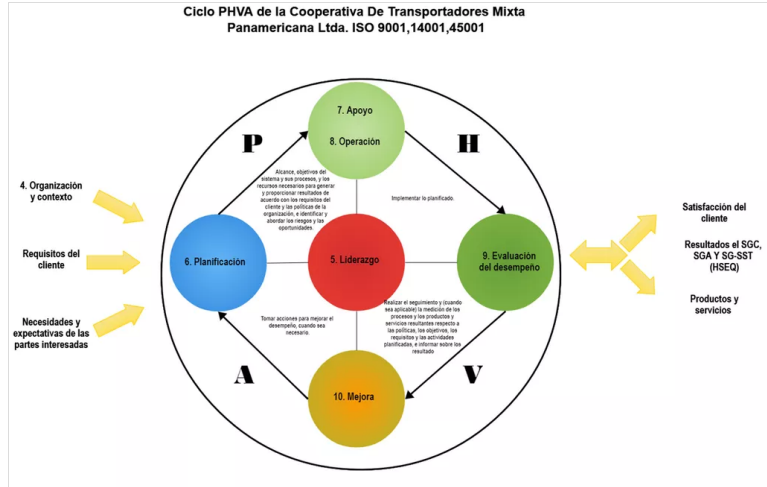 Ciclo PHVA de la Cooperativa De Transportadores Mixta
Panamericana Ltda. ISO 9001,14001,45001
4. Organización
y contexto
Requisitos del
cliente
Necesidades y
expectativas de las
partes interesadas
P
H
7. Apoyo
8. Operación
Alcance, objetivos del
sistema y sus procesos, y los
recursos necesarios para generar
y proporcionar resultados de
acuerdo con los requisitos del
cliente y las políticas de la
organización, e identificar y
abordar los riesgos y las
oportunidades.
Implementar lo planificado.
6. Planificación
5. Liderazgo
9. Evaluación
del desempeño
Tomar acciones para mejorar el
desempeño, cuando sea
necesario.
Realizar el seguimiento y (cuando
sea aplicable) la medición de los
procesos y los productos y
servicios resultantes respecto a
las políticas, los objetivos, los
requisitos y las actividades
planificadas, e informar sobre los
resultado
A
V
10. Mejora
Satisfacción del
cliente
Resultados el SGC,
SGA Y SG-SST
(HSEQ)
Productos y
servicios